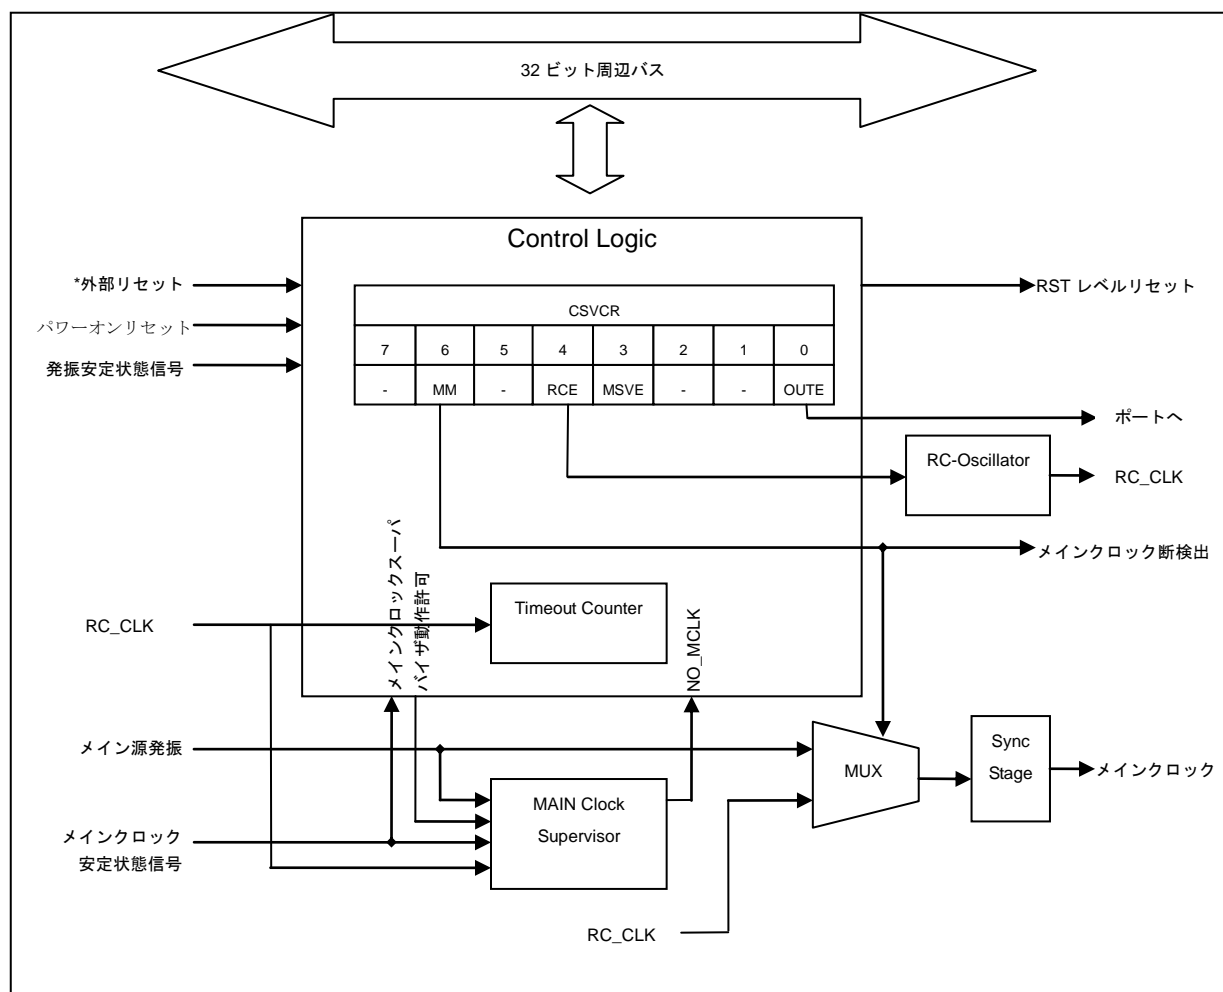 32 ビット周辺バス
Control Logic
*外部リセット
パワーオンリセット
発振安定状態信号
CSVCR
7 6 5 4 3 2 1 0
- MM - RCE MSVE - - OUTE
RST レベルリセット
ポートへ
RC-Oscillator
RC_CLK
メインクロック断検出
メインクロックスーパ
バイザ動作許可
Timeout Counter
NO_MCLK
RC_CLK
メイン源発振
MAIN Clock
Supervisor
MUX
Sync
Stage
メインクロック
メインクロック
安定状態信号
RC_CLK